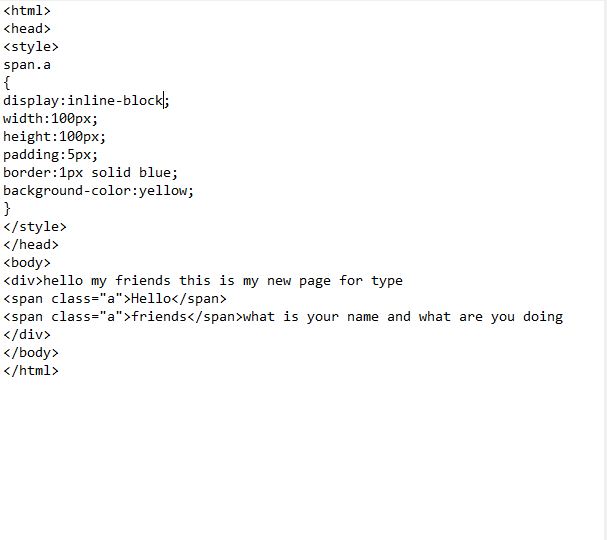 <html>
<head>
<style>
span.a
{
display:inline-block;
width:100px;
height:100px;
padding:5px;
border:1px solid blue;
background-color:yellow;
}
</style>
</head>
<body>
<div>hello my friends this is my new page for type
<span class="a">Hello</span>
<span class="a">friends</span>what is your name and what are you doing
</div>
</body>
</html>